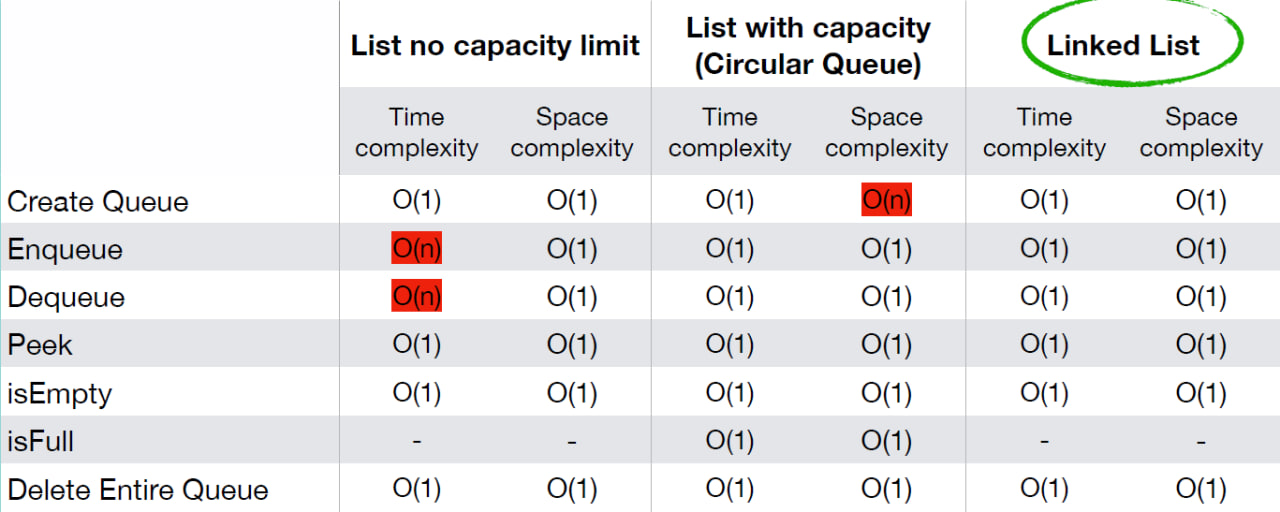 List no capacity limit
List with capacity
(Circular Queue)
Linked List
Time
complexity
Space
complexity
Time
complexity
Space
complexity
Time
complexity
Space
complexity
Create Queue O(1) O(1) O(1) O(n) O(1) O(1)
Enqueue O(n) O(1) O(1) O(1) O(1) O(1)
Dequeue O(n) O(1) O(1) O(1) O(1) O(1)
Peek O(1) O(1) O(1) O(1) O(1) O(1)
isEmpty O(1) O(1) O(1) O(1) O(1) O(1)
isFull - - O(1) O(1) - -
Delete Entire Queue O(1) O(1) O(1) O(1) O(1) O(1)